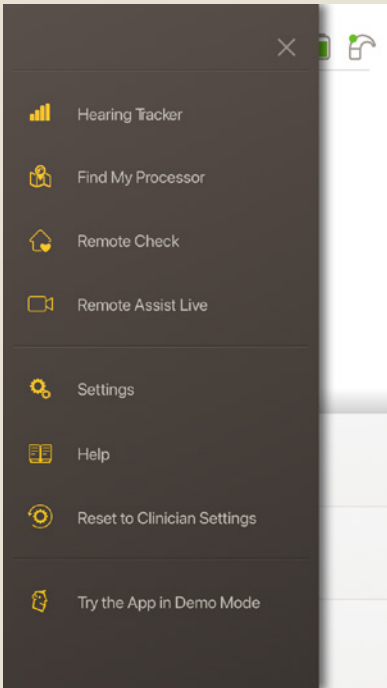 Hearing Tracker
Find My Processor
Remote Check
Remote Assist Live
Settings
Help
Reset to Clinician Settings
Try the App in Demo Mode